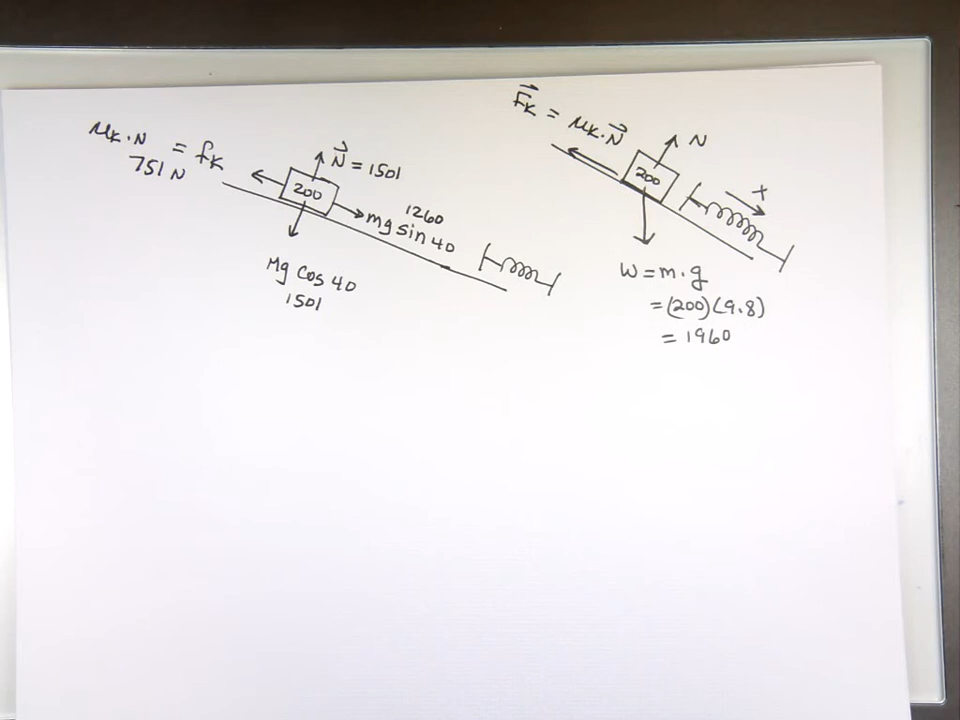 μK·N = fK
751 N
N⃗ = 1501
200
1260
mg sin 40
Mg Cos 40
1501
F⃗K = μK·N⃗
N
200
x
W = m·g
= (200)(9.8)
= 1960